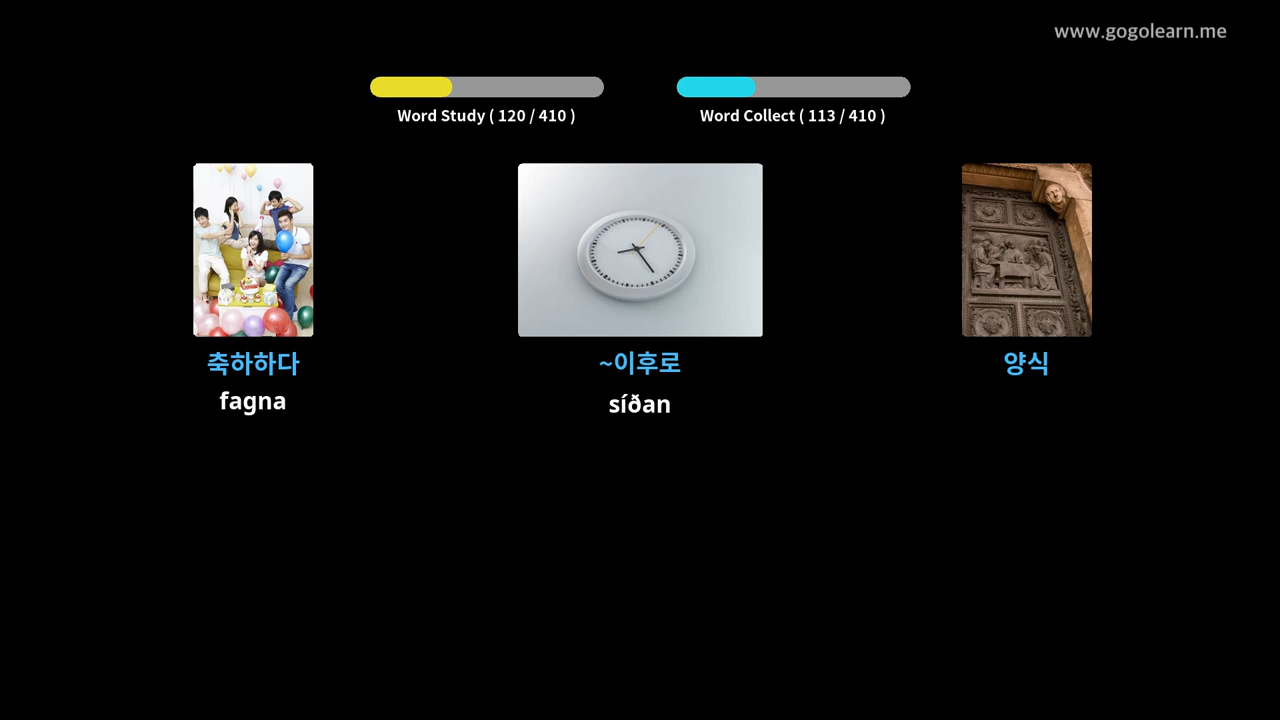 www.gogolearn.me
Word Study ( 120 / 410 )
Word Collect ( 113 / 410 )
축하하다
~이후로
양식
fagna
síðan